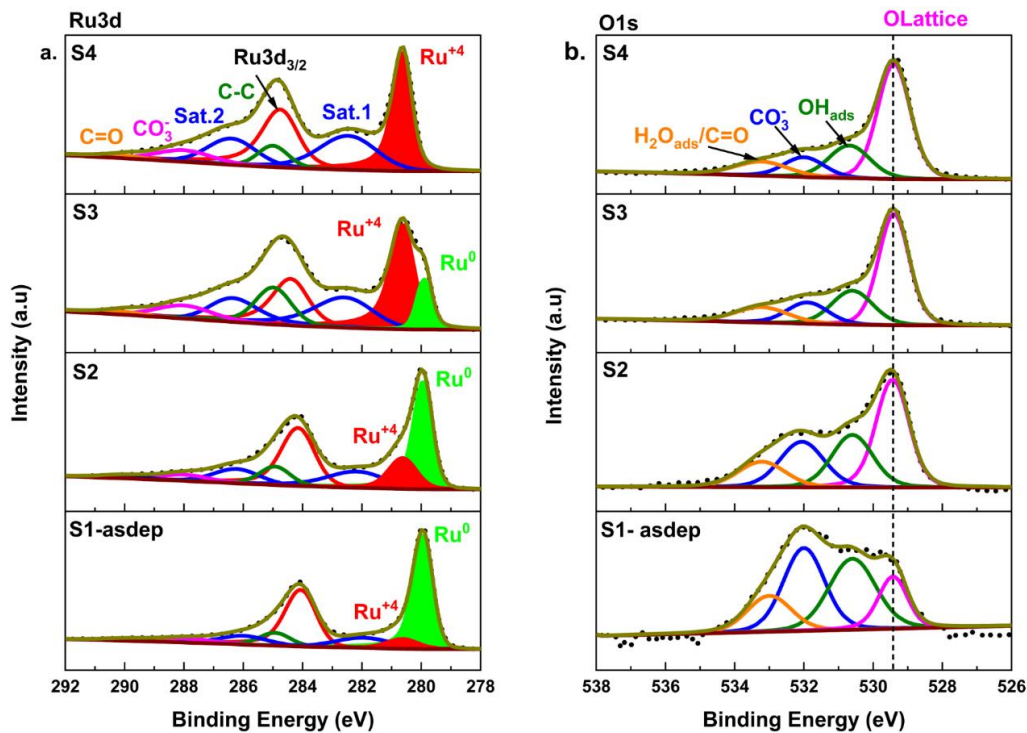 Ru3d
a.
S4
Ru3d3/2
Ru+4
C-C
Sat.2
Sat.1
CO3-
C=O
S3
Ru+4
Ru0
S2
Ru+4
Ru0
S1-asdep
Ru+4
Ru0
Intensity (a.u)
292 290 288 286 284 282 280 278
Binding Energy (eV)
OLattice
O1s
b.
S4
OHads
CO3-
H2Oads/C=O
S3
S2
S1- asdep
Intensity (a.u)
538 536 534 532 530 528 526
Binding Energy (eV)